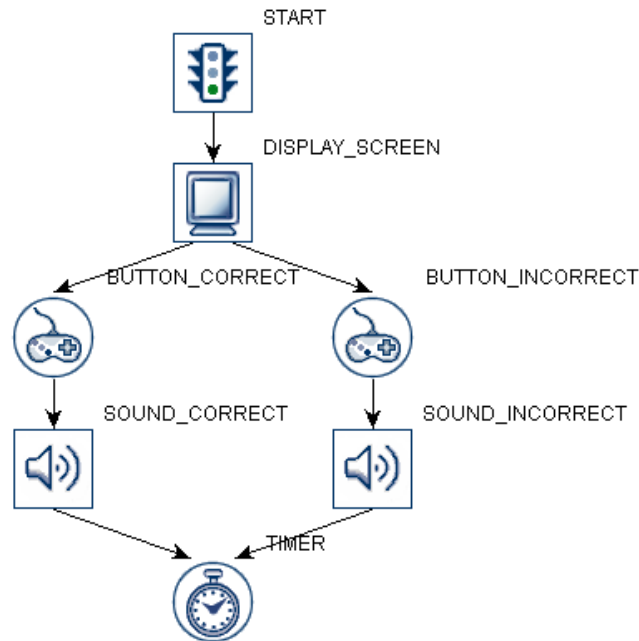 START
DISPLAY_SCREEN
BUTTON_CORRECT
BUTTON_INCORRECT
SOUND_CORRECT
SOUND_INCORRECT
TIMER